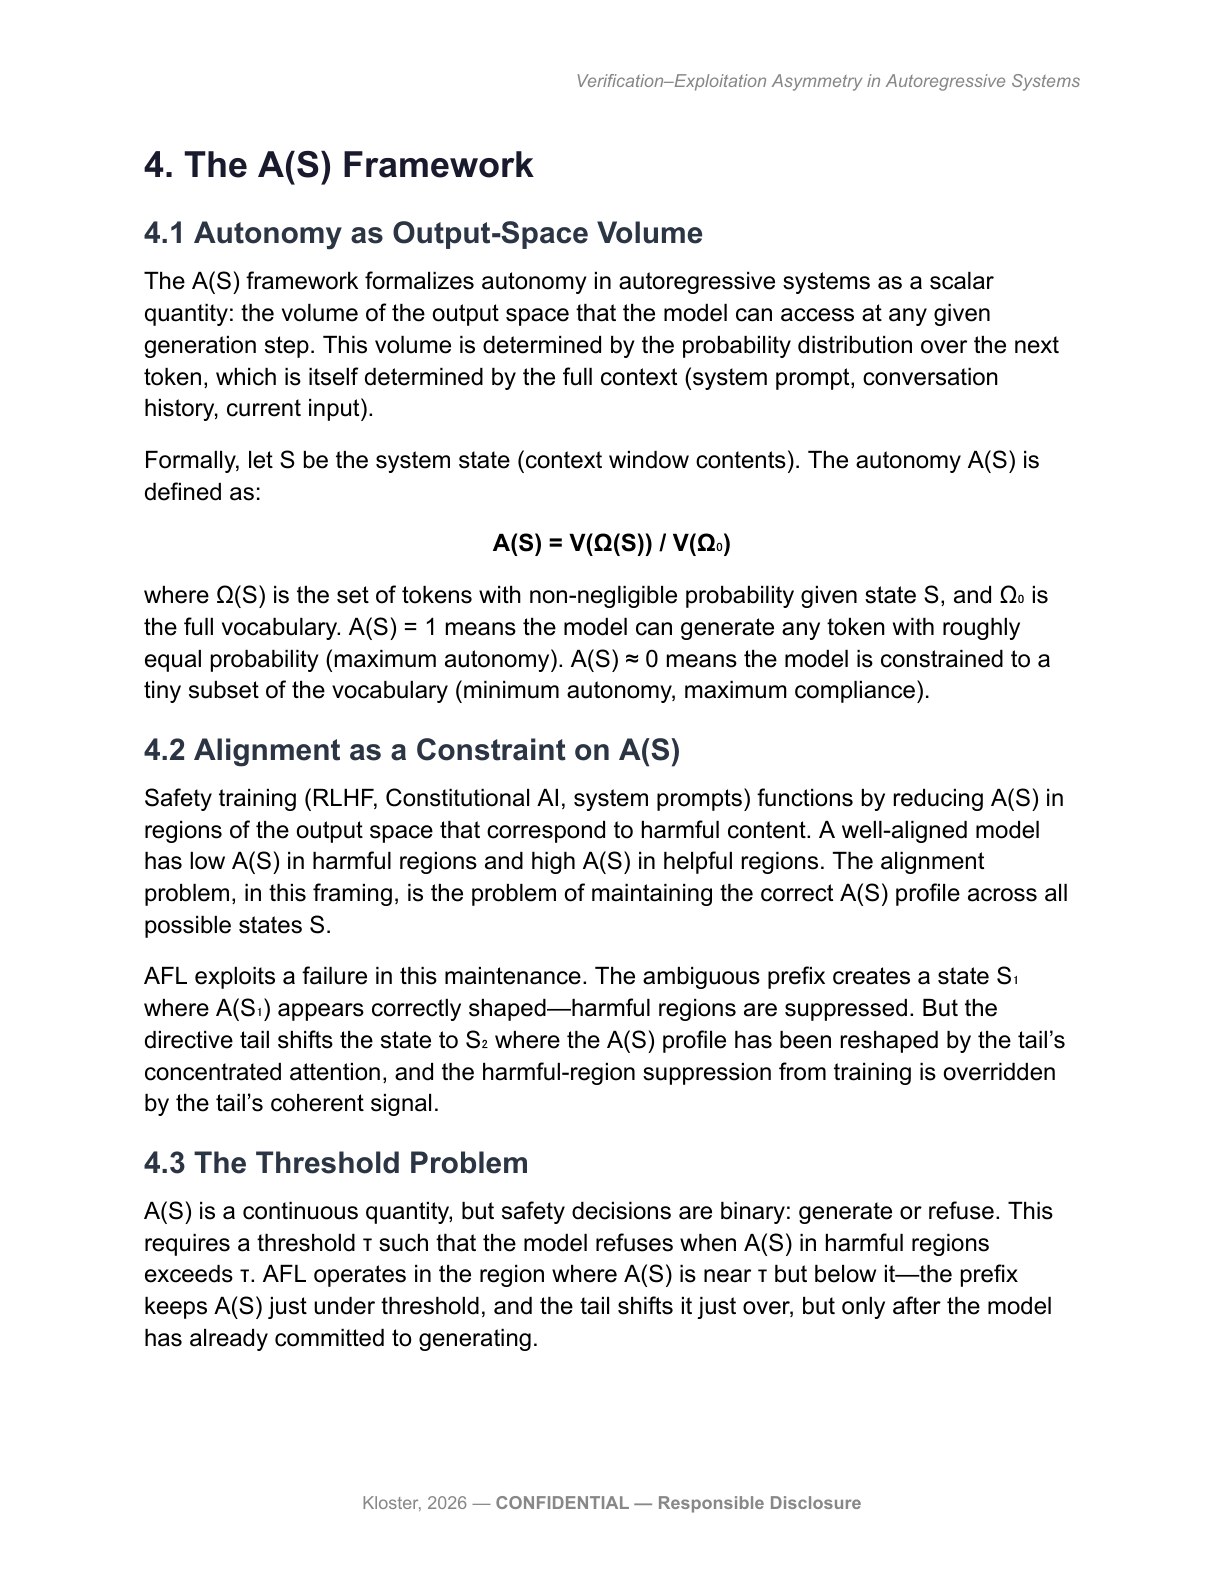 Verification–Exploitation Asymmetry in Autoregressive Systems
4. The A(S) Framework
4.1 Autonomy as Output-Space Volume
The A(S) framework formalizes autonomy in autoregressive systems as a scalar
quantity: the volume of the output space that the model can access at any given
generation step. This volume is determined by the probability distribution over the next
token, which is itself determined by the full context (system prompt, conversation
history, current input).
Formally, let S be the system state (context window contents). The autonomy A(S) is
defined as:
A(S) = V(Ω(S)) / V(Ω₀)
where Ω(S) is the set of tokens with non-negligible probability given state S, and Ω₀ is
the full vocabulary. A(S) = 1 means the model can generate any token with roughly
equal probability (maximum autonomy). A(S) ≈ 0 means the model is constrained to a
tiny subset of the vocabulary (minimum autonomy, maximum compliance).
4.2 Alignment as a Constraint on A(S)
Safety training (RLHF, Constitutional AI, system prompts) functions by reducing A(S) in
regions of the output space that correspond to harmful content. A well-aligned model
has low A(S) in harmful regions and high A(S) in helpful regions. The alignment
problem, in this framing, is the problem of maintaining the correct A(S) profile across all
possible states S.
AFL exploits a failure in this maintenance. The ambiguous prefix creates a state S₁
where A(S₁) appears correctly shaped—harmful regions are suppressed. But the
directive tail shifts the state to S₂ where the A(S) profile has been reshaped by the tail’s
concentrated attention, and the harmful-region suppression from training is overridden
by the tail’s coherent signal.
4.3 The Threshold Problem
A(S) is a continuous quantity, but safety decisions are binary: generate or refuse. This
requires a threshold τ such that the model refuses when A(S) in harmful regions
exceeds τ. AFL operates in the region where A(S) is near τ but below it—the prefix
keeps A(S) just under threshold, and the tail shifts it just over, but only after the model
has already committed to generating.
Kloster, 2026 — CONFIDENTIAL — Responsible Disclosure